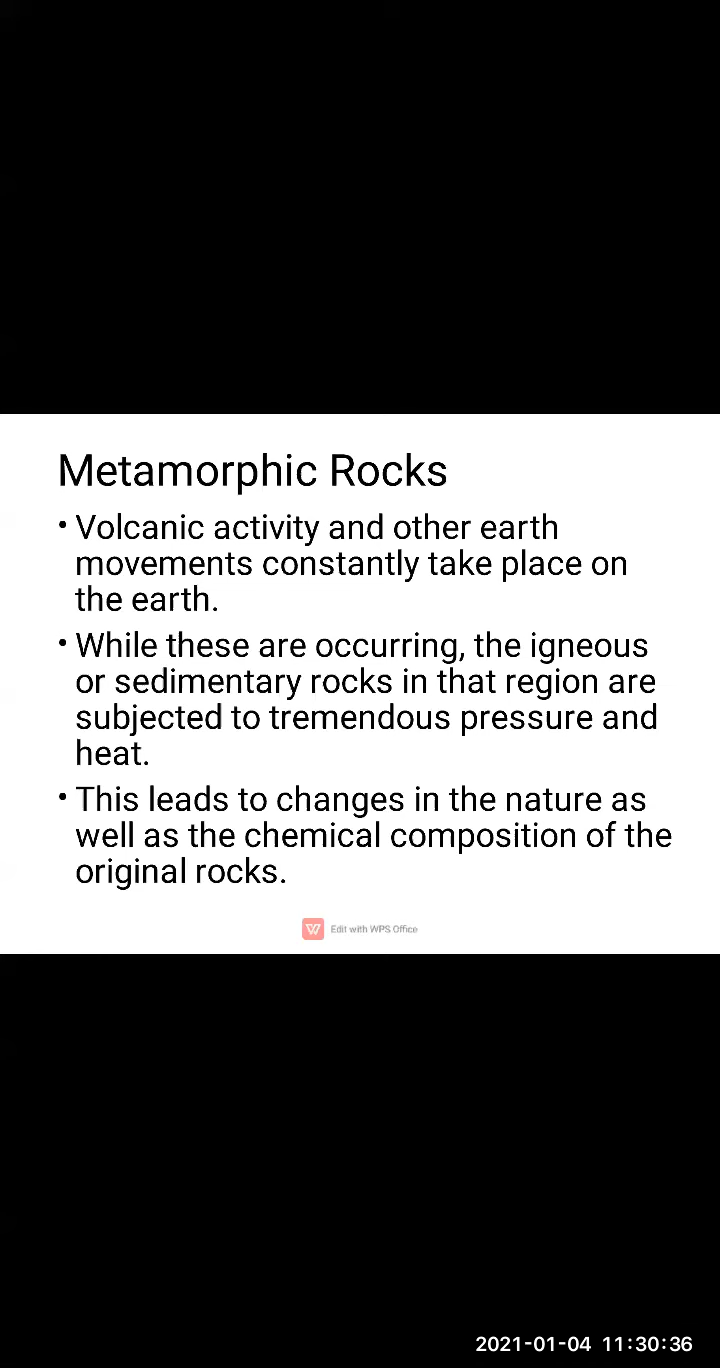 Metamorphic Rocks
• Volcanic activity and other earth
movements constantly take place on
the earth.
• While these are occurring, the igneous
or sedimentary rocks in that region are
subjected to tremendous pressure and
heat.
• This leads to changes in the nature as
well as the chemical composition of the
original rocks.
Edit with WPS Office
2021-01-04 11:30:36